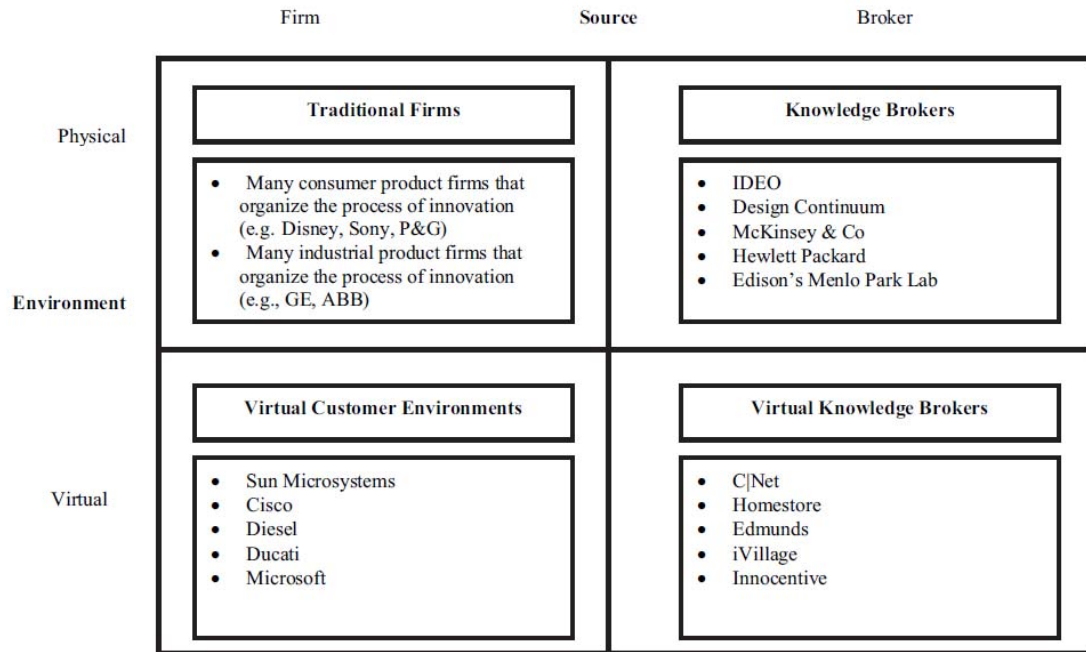 Firm Source Broker
Physical
Traditional Firms
• Many consumer product firms that
organize the process of innovation
(e.g. Disney, Sony, P&G)
• Many industrial product firms that
organize the process of innovation
(e.g., GE, ABB)
Knowledge Brokers
• IDEO
• Design Continuum
• McKinsey & Co
• Hewlett Packard
• Edison’s Menlo Park Lab
Environment
Virtual
Virtual Customer Environments
• Sun Microsystems
• Cisco
• Diesel
• Ducati
• Microsoft
Virtual Knowledge Brokers
• C|Net
• Homestore
• Edmunds
• iVillage
• Innocentive